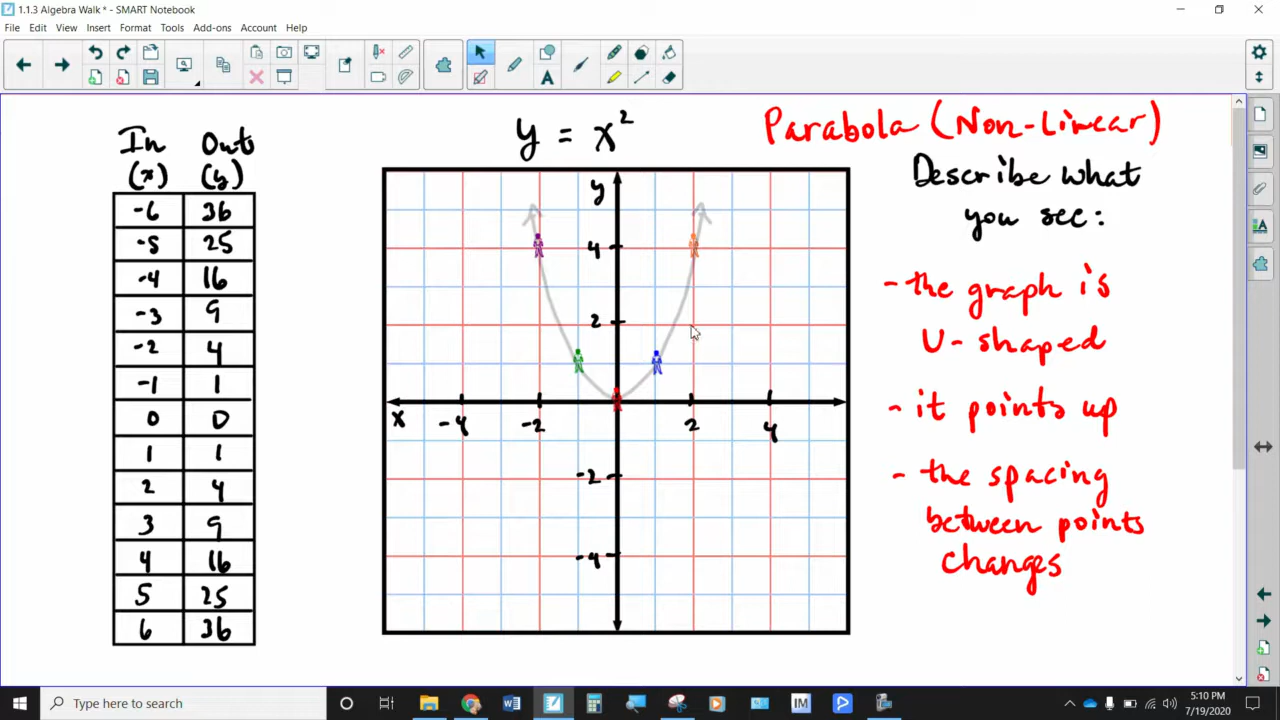 1.1.3 Algebra Walk * - SMART Notebook
File Edit View Insert Format Tools Add-ons Account Help
y = x²
Parabola (Non-Linear)
In Out
(x) (y)
-6 36
-5 25
-4 16
-3 9
-2 4
-1 1
0 0
1 1
2 4
3 9
4 16
5 25
6 36
y
4
2
x -4 -2 2 4
-2
-4
Describe what
you see:
- the graph is
U-shaped
- it points up
- the spacing
between points
changes
Type here to search
IM
5:10 PM
7/19/2020